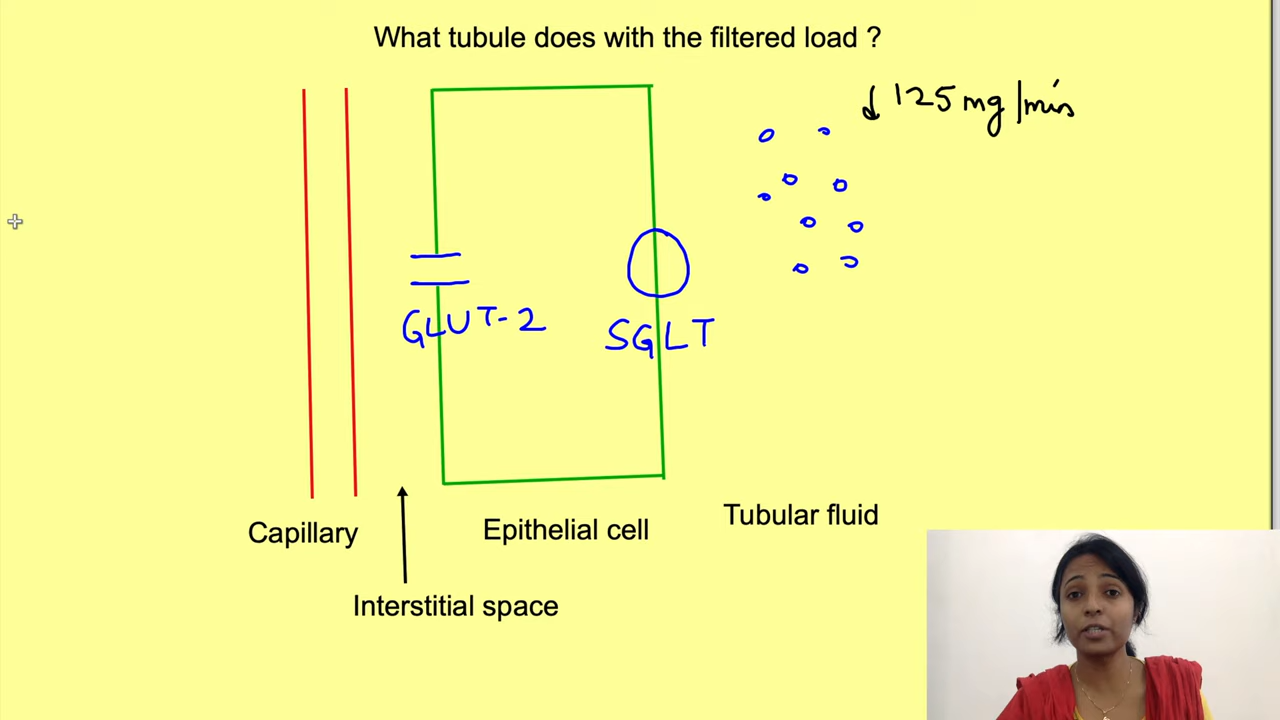 What tubule does with the filtered load ?
↓ 125 mg/min
GLUT-2
SGLT
Capillary
Epithelial cell
Tubular fluid
Interstitial space